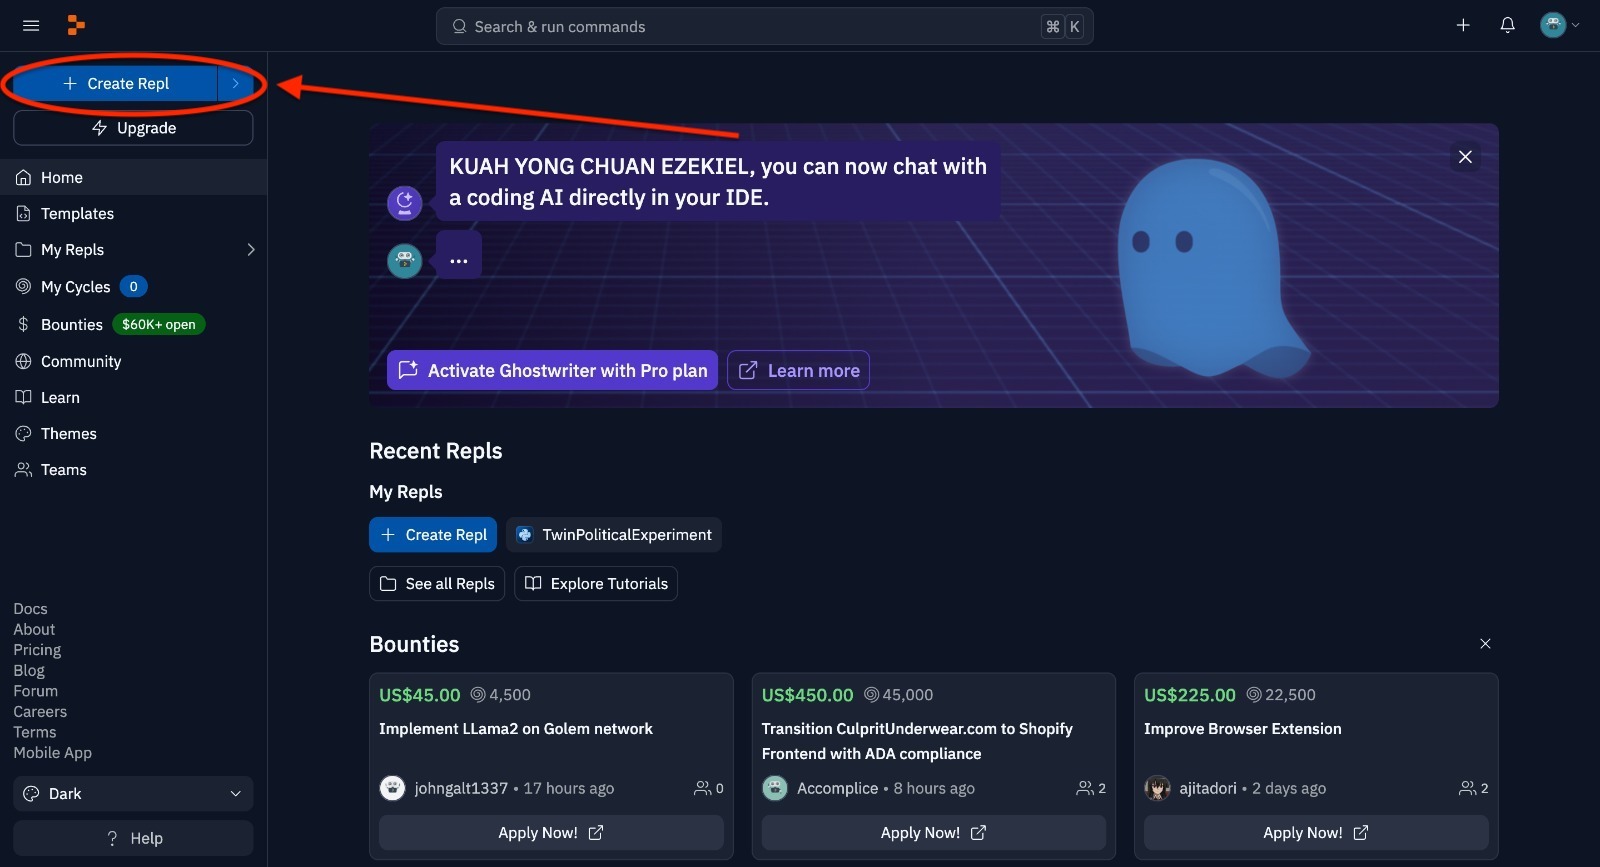 Search & run commands
⌘ K
+ Create Repl
Upgrade
Home
Templates
My Repls
My Cycles 0
Bounties $60K+ open
Community
Learn
Themes
Teams
Docs
About
Pricing
Blog
Forum
Careers
Terms
Mobile App
Dark
? Help
KUAH YONG CHUAN EZEKIEL, you can now chat with
a coding AI directly in your IDE.
...
Activate Ghostwriter with Pro plan
Learn more
Recent Repls
My Repls
+ Create Repl
TwinPoliticalExperiment
See all Repls
Explore Tutorials
Bounties
US$45.00 4,500
Implement LLama2 on Golem network
johngalt1337 • 17 hours ago 0
Apply Now!
US$450.00 45,000
Transition CulpritUnderwear.com to Shopify
Frontend with ADA compliance
Accomplice • 8 hours ago 2
Apply Now!
US$225.00 22,500
Improve Browser Extension
ajitadori • 2 days ago 2
Apply Now!